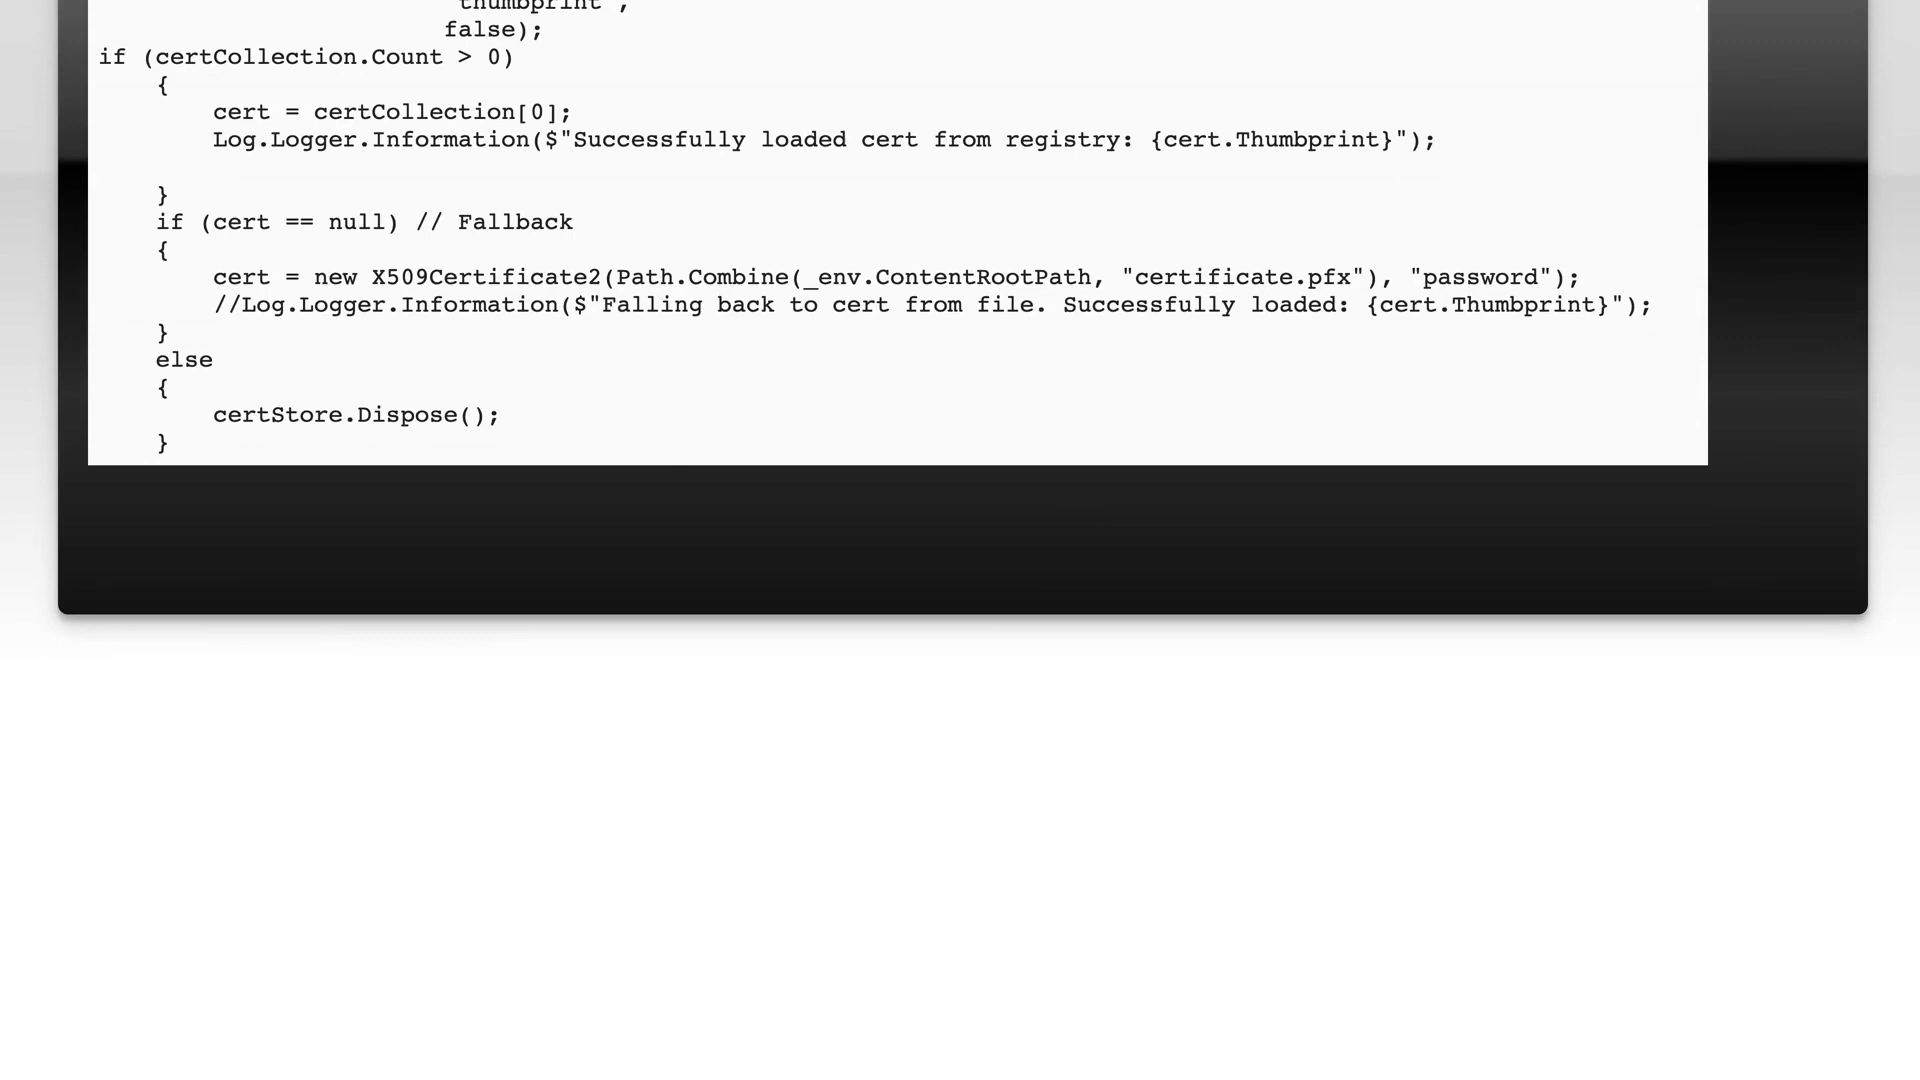 "thumbprint",
false);
if (certCollection.Count > 0)
{
cert = certCollection[0];
Log.Logger.Information($"Successfully loaded cert from registry: {cert.Thumbprint}");
}
if (cert == null) // Fallback
{
cert = new X509Certificate2(Path.Combine(_env.ContentRootPath, "certificate.pfx"), "password");
//Log.Logger.Information($"Falling back to cert from file. Successfully loaded: {cert.Thumbprint}");
}
else
{
certStore.Dispose();
}